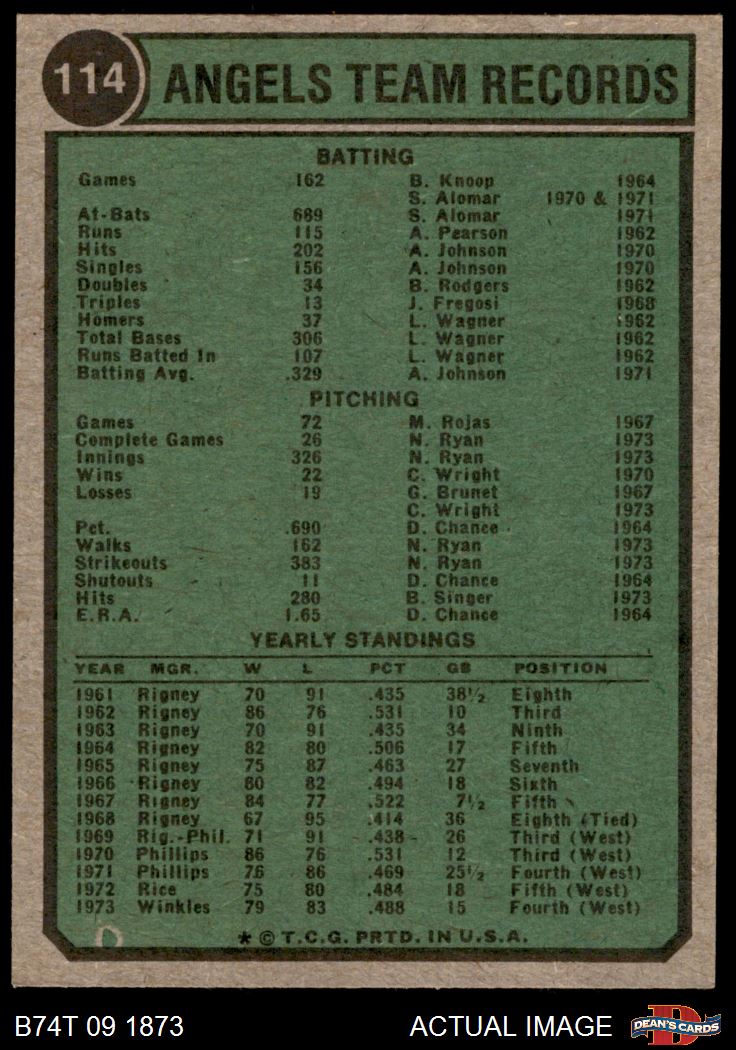 114 ANGELS TEAM RECORDS
BATTING
Games 162 B. Knoop 1964
S. Alomar 1970 & 1971
At-Bats 689 S. Alomar 1971
Runs 115 A. Pearson 1962
Hits 202 A. Johnson 1970
Singles 156 A. Johnson 1970
Doubles 34 B. Rodgers 1962
Triples 13 J. Fregosi 1968
Homers 37 L. Wagner 1962
Total Bases 306 L. Wagner 1962
Runs Batted In 107 L. Wagner 1962
Batting Avg. .329 A. Johnson 1971
PITCHING
Games 72 M. Rojas 1967
Complete Games 26 N. Ryan 1973
Innings 326 N. Ryan 1973
Wins 22 C. Wright 1970
Losses 19 G. Brunet 1967
C. Wright 1973
Pct. .690 D. Chance 1964
Walks 162 N. Ryan 1973
Strikeouts 383 N. Ryan 1973
Shutouts 11 D. Chance 1964
Hits 280 B. Singer 1973
E.R.A. 1.65 D. Chance 1964
YEARLY STANDINGS
YEAR MGR. W L PCT GB POSITION
1961 Rigney 70 91 .435 38½ Eighth
1962 Rigney 86 76 .531 10 Third
1963 Rigney 70 91 .435 34 Ninth
1964 Rigney 82 80 .506 17 Fifth
1965 Rigney 75 87 .463 27 Seventh
1966 Rigney 80 82 .494 18 Sixth
1967 Rigney 84 77 .522 7½ Fifth
1968 Rigney 67 95 .414 36 Eighth (Tied)
1969 Rig.-Phil. 71 91 .438 26 Third (West)
1970 Phillips 86 76 .531 12 Third (West)
1971 Phillips 76 86 .469 25½ Fourth (West)
1972 Rice 75 80 .484 18 Fifth (West)
1973 Winkles 79 83 .488 15 Fourth (West)
* © T.C.G. PRTD. IN U.S.A.
B74T 09 1873 ACTUAL IMAGE DEAN'S CARDS